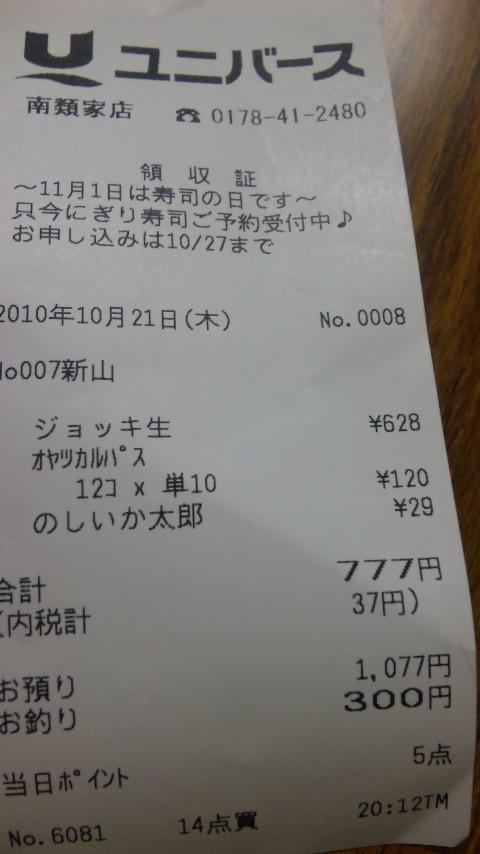 ユニバース
南類家店 ☎ 0178-41-2480
領 収 証
～11月1日は寿司の日です～
只今にぎり寿司ご予約受付中♪
お申し込みは10/27まで
2010年10月21日(木) No.0008
No007新山
ジョッキ生 ¥628
ｵﾔﾂｶﾙﾊﾟｽ
12ｺ x 単10 ¥120
のしいか太郎 ¥29
合計 777円
(内税計 37円)
お預り 1,077円
お釣り 300円
当日ﾎﾟｲﾝﾄ 5点
No.6081 14点買 20:12TM